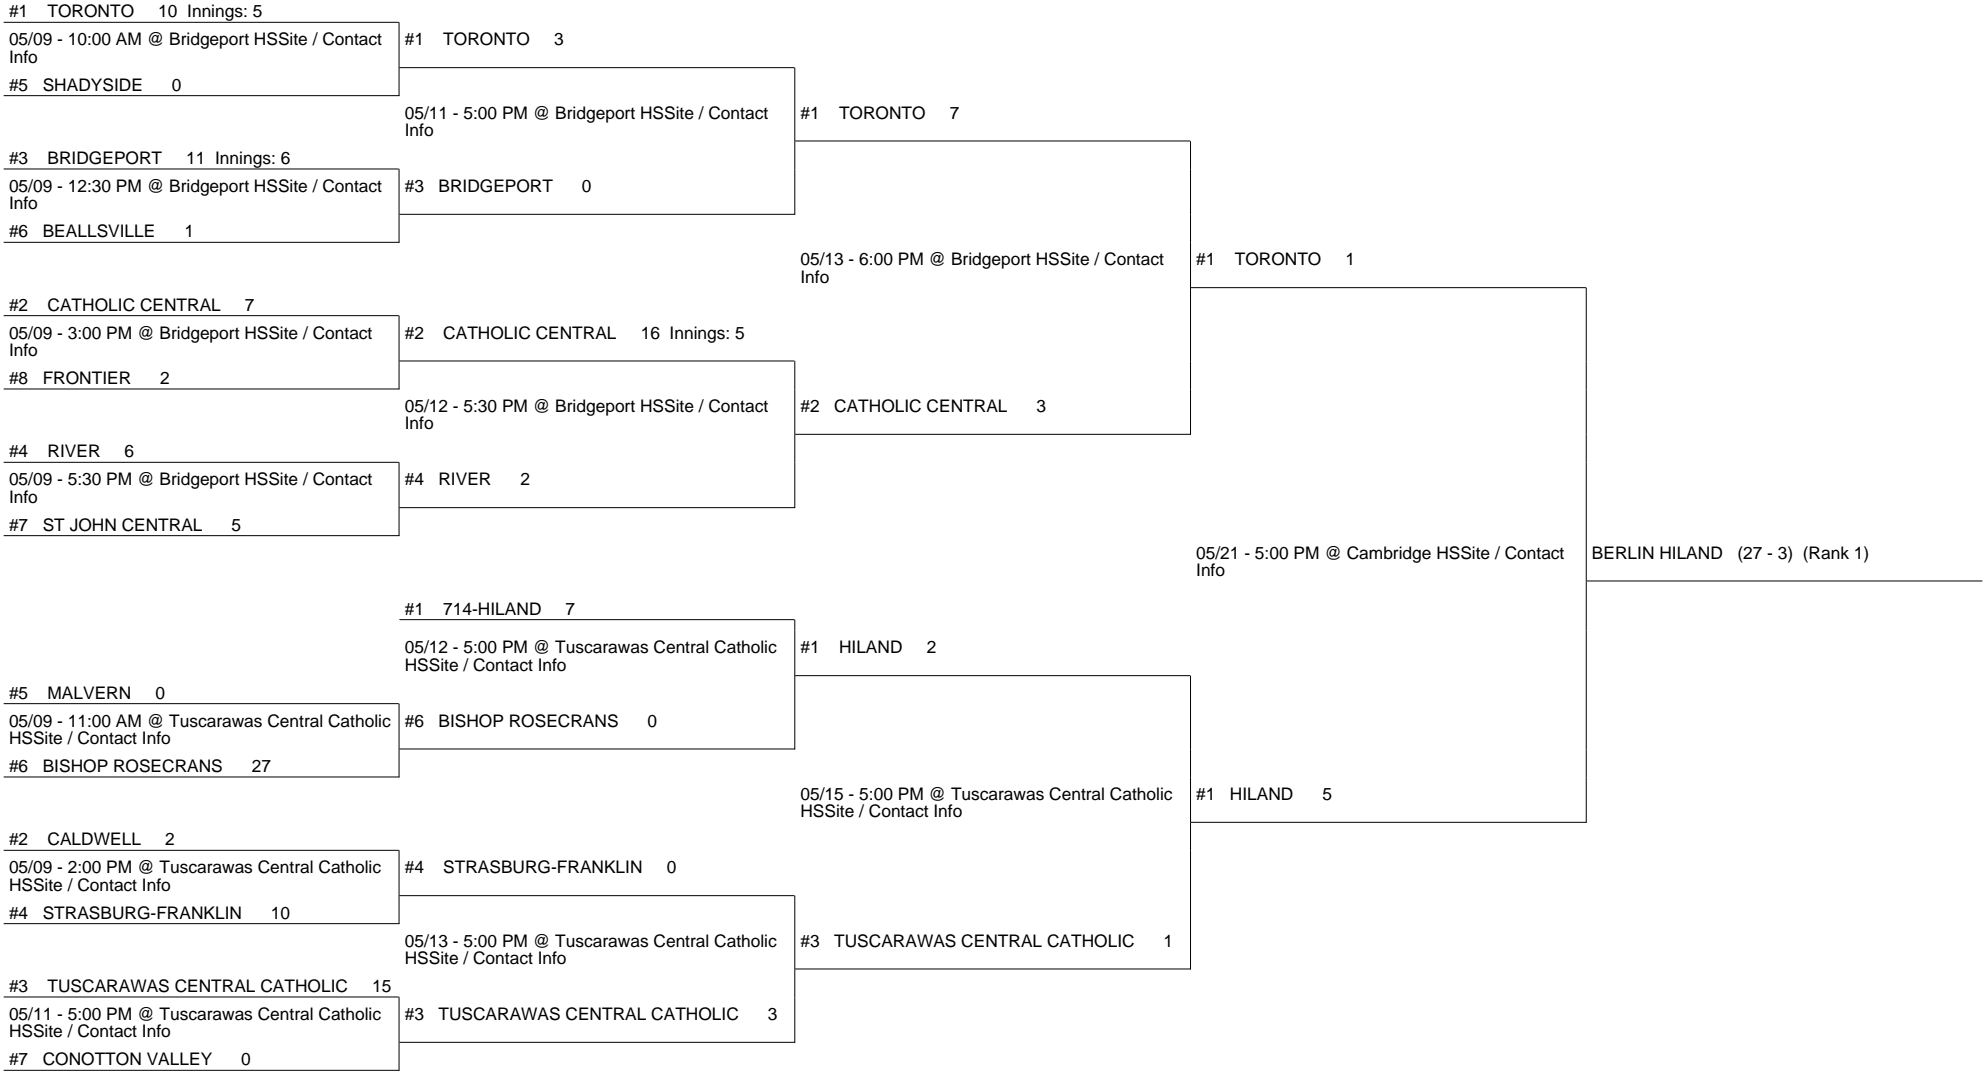 #1 TORONTO 10 Innings: 5
05/09 - 10:00 AM @ Bridgeport HSSite / Contact
Info
#5 SHADYSIDE 0
#3 BRIDGEPORT 11 Innings: 6
05/09 - 12:30 PM @ Bridgeport HSSite / Contact
Info
#6 BEALLSVILLE 1
#2 CATHOLIC CENTRAL 7
05/09 - 3:00 PM @ Bridgeport HSSite / Contact
Info
#8 FRONTIER 2
#4 RIVER 6
05/09 - 5:30 PM @ Bridgeport HSSite / Contact
Info
#7 ST JOHN CENTRAL 5
#5 MALVERN 0
05/09 - 11:00 AM @ Tuscarawas Central Catholic
HSSite / Contact Info
#6 BISHOP ROSECRANS 27
#2 CALDWELL 2
05/09 - 2:00 PM @ Tuscarawas Central Catholic
HSSite / Contact Info
#4 STRASBURG-FRANKLIN 10
#3 TUSCARAWAS CENTRAL CATHOLIC 15
05/11 - 5:00 PM @ Tuscarawas Central Catholic
HSSite / Contact Info
#7 CONOTTON VALLEY 0
#1 TORONTO 3
05/11 - 5:00 PM @ Bridgeport HSSite / Contact
Info
#3 BRIDGEPORT 0
#2 CATHOLIC CENTRAL 16 Innings: 5
05/12 - 5:30 PM @ Bridgeport HSSite / Contact
Info
#4 RIVER 2
#1 714-HILAND 7
05/12 - 5:00 PM @ Tuscarawas Central Catholic
HSSite / Contact Info
#6 BISHOP ROSECRANS 0
#4 STRASBURG-FRANKLIN 0
05/13 - 5:00 PM @ Tuscarawas Central Catholic
HSSite / Contact Info
#3 TUSCARAWAS CENTRAL CATHOLIC 3
#1 TORONTO 7
05/13 - 6:00 PM @ Bridgeport HSSite / Contact
Info
#2 CATHOLIC CENTRAL 3
#1 HILAND 2
05/15 - 5:00 PM @ Tuscarawas Central Catholic
HSSite / Contact Info
#3 TUSCARAWAS CENTRAL CATHOLIC 1
#1 TORONTO 1
05/21 - 5:00 PM @ Cambridge HSSite / Contact
Info
#1 HILAND 5
BERLIN HILAND (27 - 3) (Rank 1)